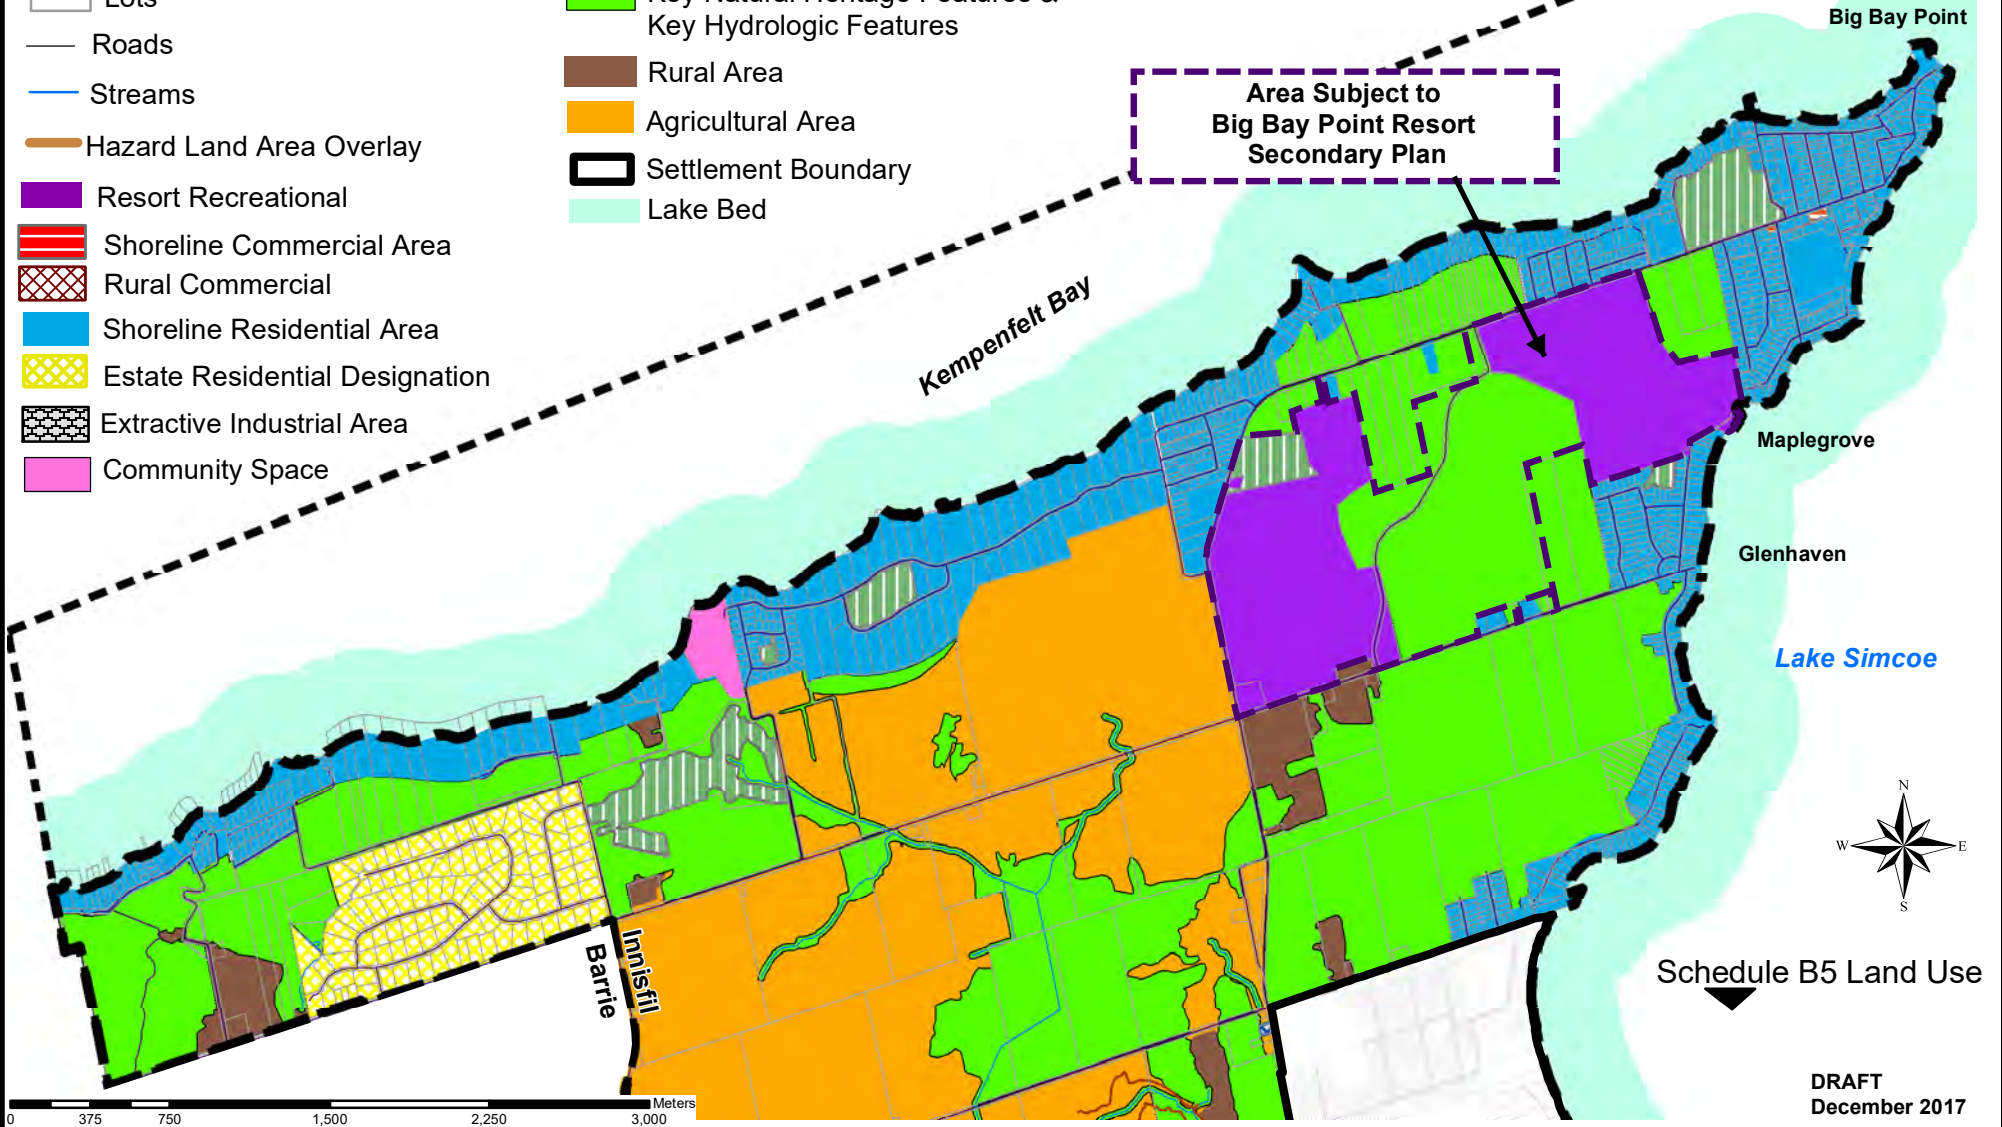 Lots
Roads
Streams
Hazard Land Area Overlay
Resort Recreational
Shoreline Commercial Area
Rural Commercial
Shoreline Residential Area
Estate Residential Designation
Extractive Industrial Area
Community Space
Key Natural Heritage Features &
Key Hydrologic Features
Rural Area
Agricultural Area
Settlement Boundary
Lake Bed
Area Subject to
Big Bay Point Resort
Secondary Plan
Big Bay Point
Kempenfelt Bay
Maplegrove
Glenhaven
Lake Simcoe
N
W
E
S
Innisfil
Barrie
Schedule B5 Land Use
DRAFT
December 2017
Meters
0
375
750
1,500
2,250
3,000